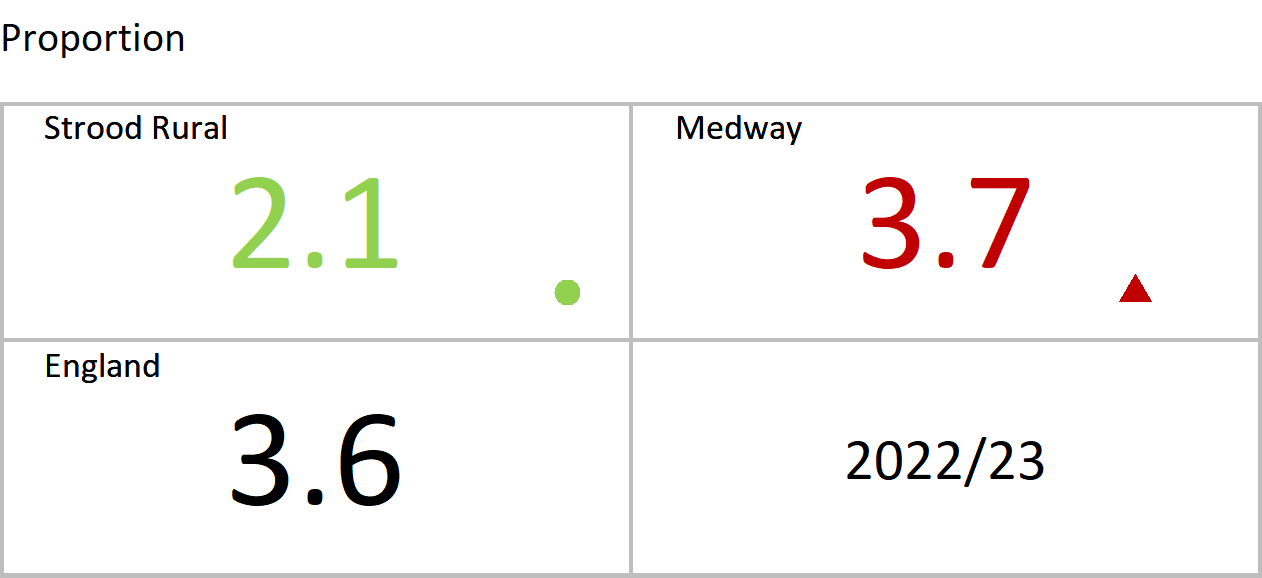 Proportion
Strood Rural
2.1
Medway
3.7
England
3.6
2022/23